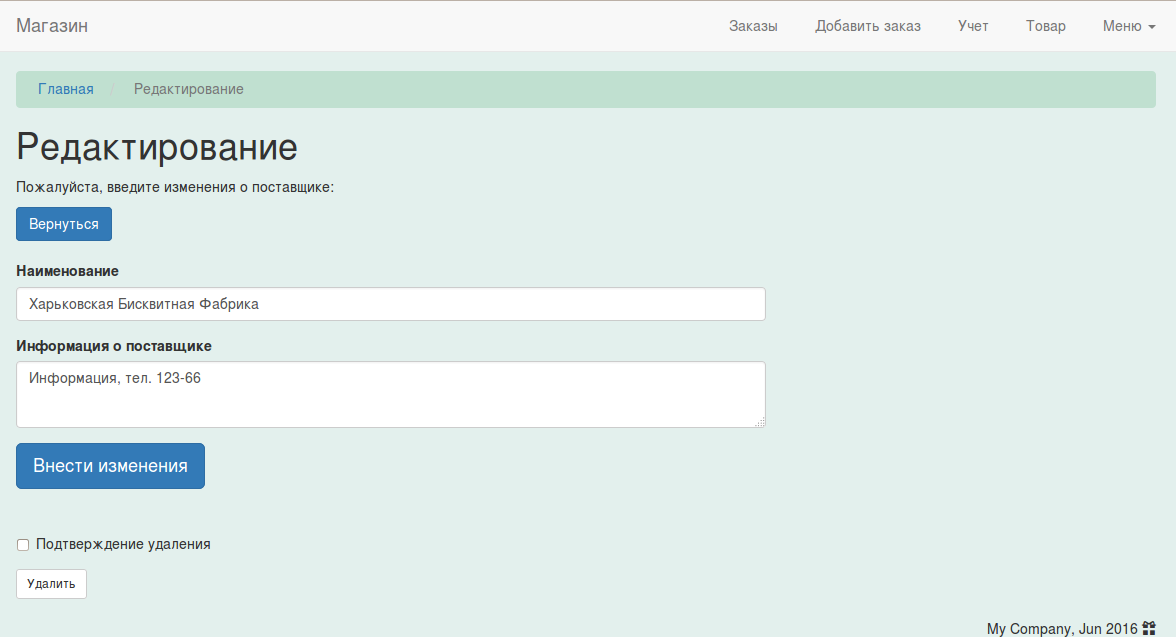 Магазин Заказы Добавить заказ Учет Товар Меню
Главная / Редактирование
Редактирование
Пожалуйста, введите изменения о поставщике:
Вернуться
Наименование
Харьковская Бисквитная Фабрика
Информация о поставщике
Информация, тел. 123-66
Внести изменения
Подтверждение удаления
Удалить
My Company, Jun 2016